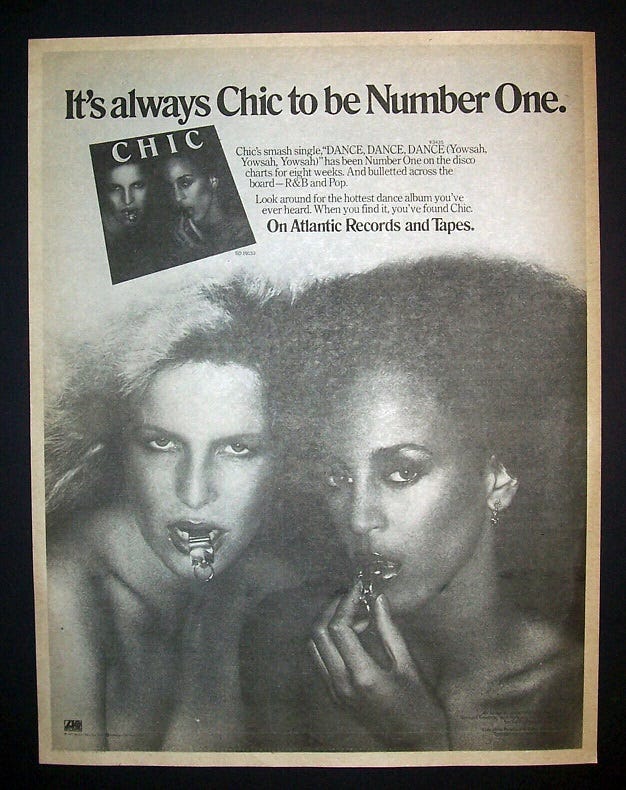 It's always Chic to be Number One.
CHIC
#3435
Chic's smash single, "DANCE, DANCE, DANCE (Yowsah,
Yowsah, Yowsah)" has been Number One on the disco
charts for eight weeks. And bulletted across the
board—R&B and Pop.
Look around for the hottest dance album you've
ever heard. When you find it, you've found Chic.
On Atlantic Records and Tapes.
SD 19153